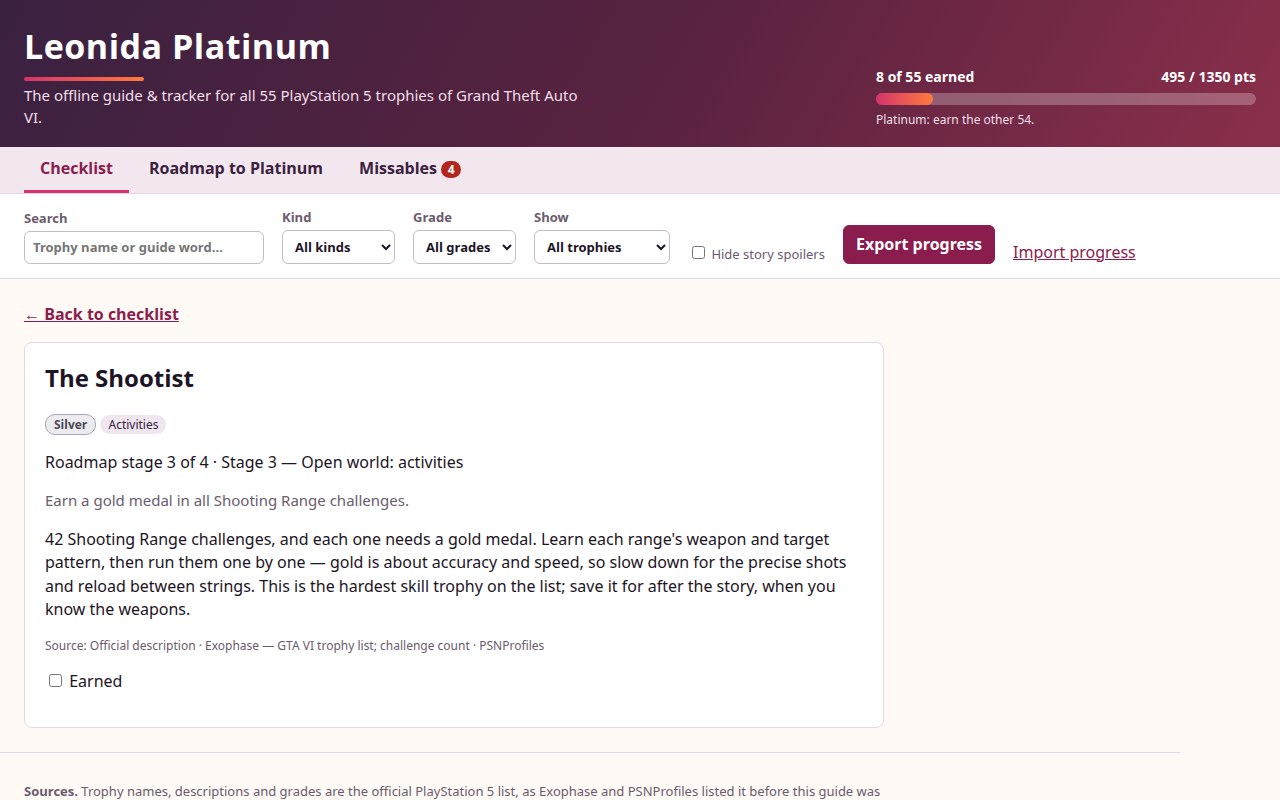 Leonida Platinum
The offline guide & tracker for all 55 PlayStation 5 trophies of Grand Theft Auto
VI.
8 of 55 earned
495 / 1350 pts
Platinum: earn the other 54.
Checklist
Roadmap to Platinum
Missables 4
Search
Trophy name or guide word...
Kind
All kinds
Grade
All grades
Show
All trophies
Hide story spoilers
Export progress
Import progress
← Back to checklist
The Shootist
Silver
Activities
Roadmap stage 3 of 4 · Stage 3 — Open world: activities
Earn a gold medal in all Shooting Range challenges.
42 Shooting Range challenges, and each one needs a gold medal. Learn each range's weapon and target
pattern, then run them one by one — gold is about accuracy and speed, so slow down for the precise shots
and reload between strings. This is the hardest skill trophy on the list; save it for after the story, when you
know the weapons.
Source: Official description · Exophase — GTA VI trophy list; challenge count · PSNProfiles
Earned
Sources. Trophy names, descriptions and grades are the official PlayStation 5 list, as Exophase and PSNProfiles listed it before this guide was